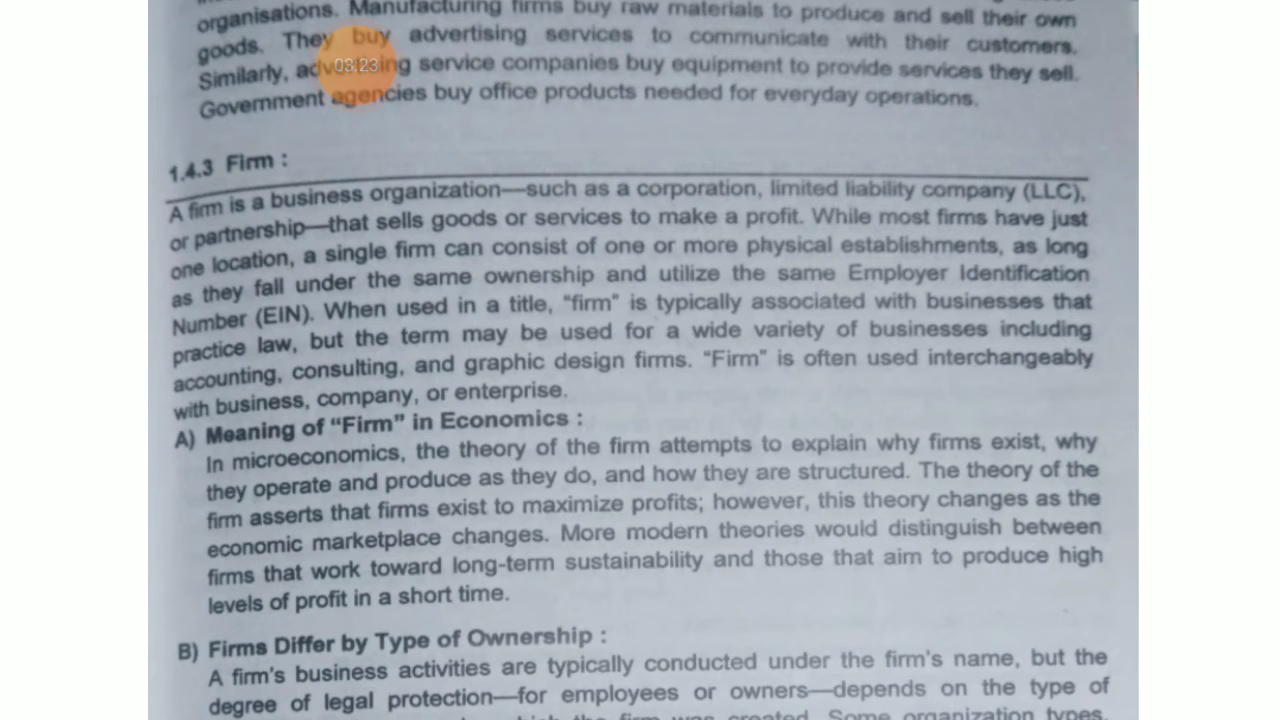 organisations. Manufacturing firms buy raw materials to produce and sell their own
goods. They buy advertising services to communicate with their customers.
03:23
Similarly, advertising service companies buy equipment to provide services they sell.
Government agencies buy office products needed for everyday operations.
1.4.3 Firm :
A firm is a business organization—such as a corporation, limited liability company (LLC),
or partnership—that sells goods or services to make a profit. While most firms have just
one location, a single firm can consist of one or more physical establishments, as long
as they fall under the same ownership and utilize the same Employer Identification
Number (EIN). When used in a title, “firm” is typically associated with businesses that
practice law, but the term may be used for a wide variety of businesses including
accounting, consulting, and graphic design firms. “Firm” is often used interchangeably
with business, company, or enterprise.
A) Meaning of “Firm” in Economics :
In microeconomics, the theory of the firm attempts to explain why firms exist, why
they operate and produce as they do, and how they are structured. The theory of the
firm asserts that firms exist to maximize profits; however, this theory changes as the
economic marketplace changes. More modern theories would distinguish between
firms that work toward long-term sustainability and those that aim to produce high
levels of profit in a short time.
B) Firms Differ by Type of Ownership :
A firm's business activities are typically conducted under the firm's name, but the
degree of legal protection—for employees or owners—depends on the type of
the firm was created. Some organization types,